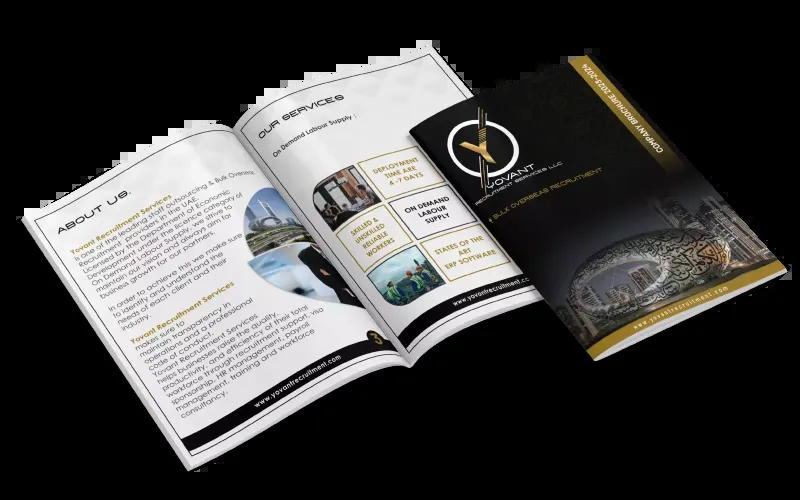 ABOUT US.
Yovant Recruitment Services
is one of the leading staff outsourcing & Bulk Overseas
Recruitment providers in the UAE.
Licensed by the Department of Economic
Development under the licence category of
On Demand Labour Supply, we strive to
maintain our vision and always aim for
business growth for our partners.
In order to achieve this we make sure
to identify and understand the
needs of each client and their
industry.
Yovant Recruitment Services
makes sure to
maintain transparency in
operations and a professional
code of conduct.
Yovant Recruitment Services
helps businesses raise the quality,
productivity, and efficiency of their total
workforce through recruitment support, visa
sponsorship, HR management, payroll
management, training and workforce
consultancy.
www.yovantrecruitment.com
3
OUR SERVICES
On Demand Labour Supply :
DEPLOYMENT
TIME ARE
4 -7 DAYS
SKILLED &
UNSKILLED
RELIABLE
WORKERS
ON DEMAND
LABOUR
SUPPLY
STATES OF THE
ART
ERP SOFTWARE
www.yovantrecruitment.cc
COMPANY BROCHURE 2023-2024
Y
YOVANT
RECRUITMENT SERVICES LLC
BULK OVERSEAS RECRUITMENT
www.yovantrecruitment.com